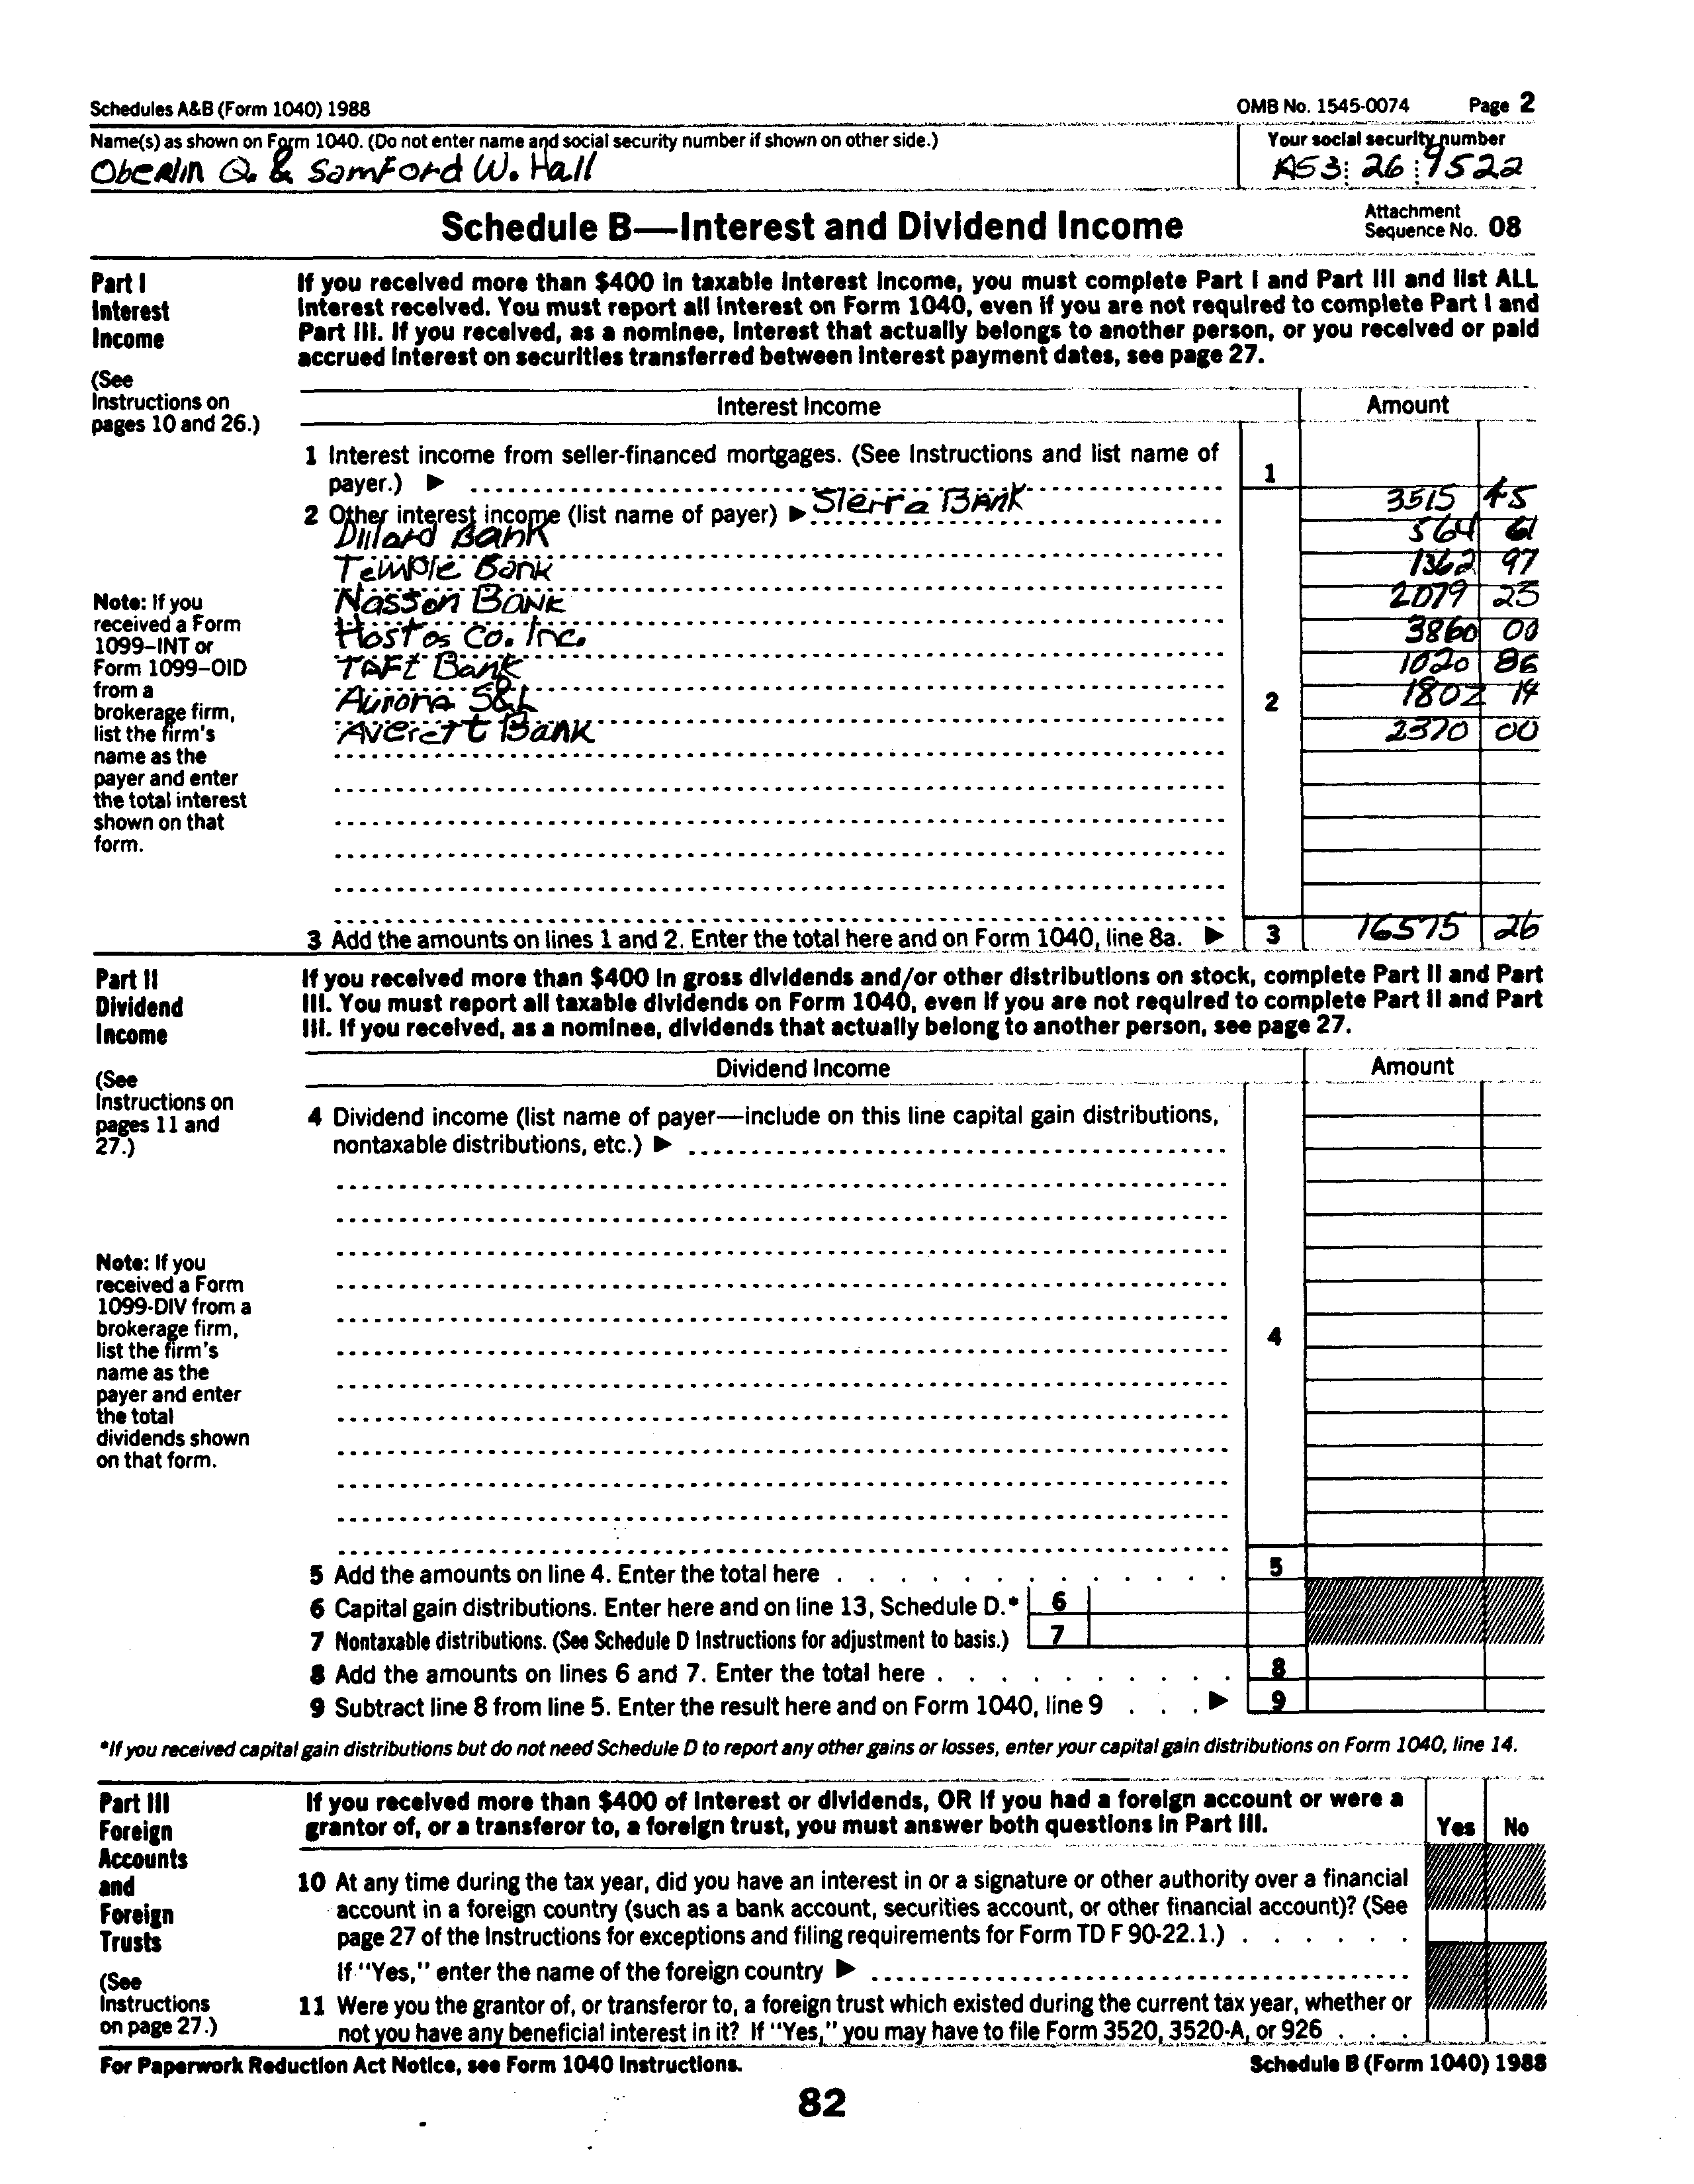 Schedules A&B (Form 1040) 1988 OMB No. 1545-0074 Page 2
Name(s) as shown on Form 1040. (Do not enter name and social security number if shown on other side.) Your social security number
Oberlin Q. & Samford W. Hall 26 9522
Schedule B—Interest and Dividend Income Attachment Sequence No. 08
Part I
Interest
Income
(See
Instructions on
pages 10 and 26.)
If you received more than $400 in taxable interest income, you must complete Part I and Part III and list ALL
interest received. You must report all interest on Form 1040, even if you are not required to complete Part I and
Part III. If you received, as a nominee, interest that actually belongs to another person, or you received or paid
accrued interest on securities transferred between interest payment dates, see page 27.
Interest Income Amount
1 Interest income from seller-financed mortgages. (See Instructions and list name of
payer.) ▶ 1
2 Other interest income (list name of payer) ▶ Sierra Bank 3515 45
Dillard Bank 564 61
Temple Bank 1362 97
Nasson Bank 2079 23
Hostos Co. Inc. 3860 00
Taft Bank 1020 86
Aurora S&L 1802 14
Averett Bank 2370 00
2
Note: If you
received a Form
1099-INT or
Form 1099-OID
from a
brokerage firm,
list the firm's
name as the
payer and enter
the total interest
shown on that
form.
3 Add the amounts on lines 1 and 2. Enter the total here and on Form 1040, line 8a. ▶ 3 16575 26
Part II
Dividend
Income
(See
Instructions on
pages 11 and
27.)
If you received more than $400 in gross dividends and/or other distributions on stock, complete Part II and Part
III. You must report all taxable dividends on Form 1040, even if you are not required to complete Part II and Part
III. If you received, as a nominee, dividends that actually belong to another person, see page 27.
Dividend Income Amount
4 Dividend income (list name of payer—include on this line capital gain distributions,
nontaxable distributions, etc.) ▶
4
Note: If you
received a Form
1099-DIV from a
brokerage firm,
list the firm's
name as the
payer and enter
the total
dividends shown
on that form.
5 Add the amounts on line 4. Enter the total here . . . . . . . . . . . . . 5
6 Capital gain distributions. Enter here and on line 13, Schedule D.* 6
7 Nontaxable distributions. (See Schedule D Instructions for adjustment to basis.) 7
8 Add the amounts on lines 6 and 7. Enter the total here . . . . . . . . . . 8
9 Subtract line 8 from line 5. Enter the result here and on Form 1040, line 9 . . . ▶ 9
*If you received capital gain distributions but do not need Schedule D to report any other gains or losses, enter your capital gain distributions on Form 1040, line 14.
Part III
Foreign
Accounts
and
Foreign
Trusts
(See
Instructions
on page 27.)
If you received more than $400 of interest or dividends, OR if you had a foreign account or were a
grantor of, or a transferor to, a foreign trust, you must answer both questions in Part III. Yes No
10 At any time during the tax year, did you have an interest in or a signature or other authority over a financial
account in a foreign country (such as a bank account, securities account, or other financial account)? (See
page 27 of the Instructions for exceptions and filing requirements for Form TD F 90-22.1.) . . . . . .
If "Yes," enter the name of the foreign country ▶
11 Were you the grantor of, or transferor to, a foreign trust which existed during the current tax year, whether or
not you have any beneficial interest in it? If "Yes," you may have to file Form 3520, 3520-A, or 926 . . .
For Paperwork Reduction Act Notice, see Form 1040 Instructions. Schedule B (Form 1040) 1988
82